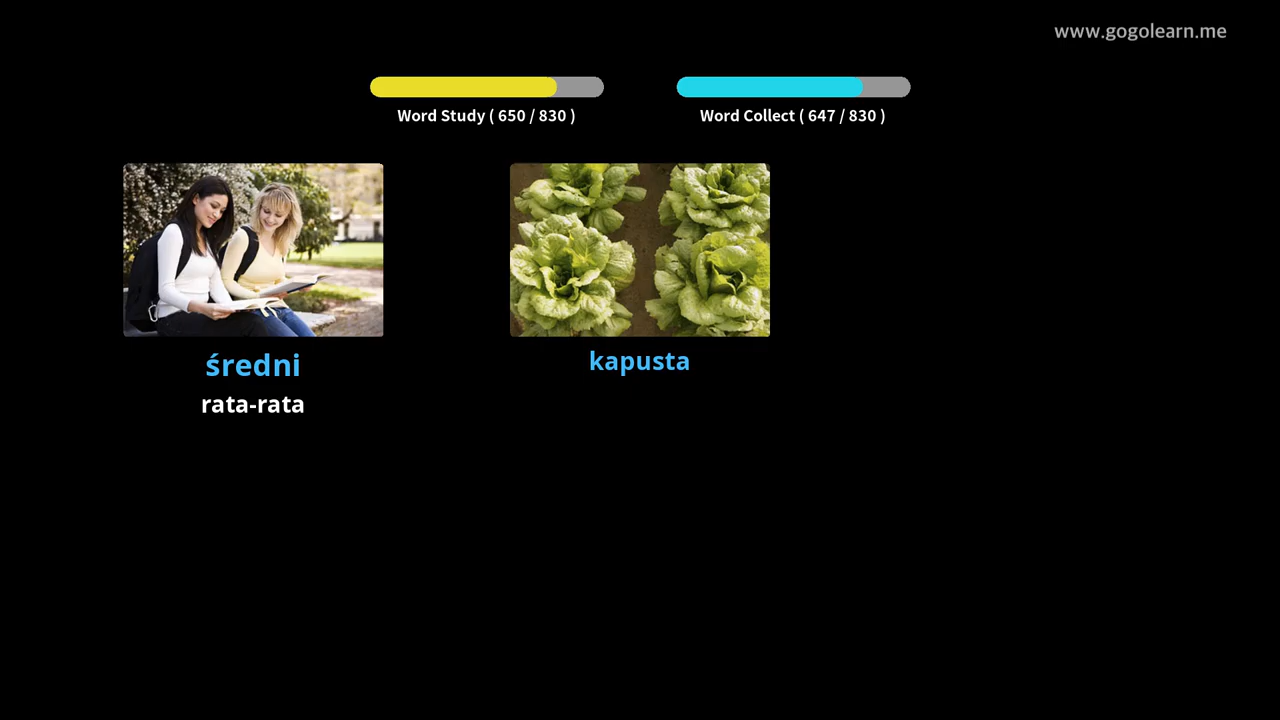 www.gogolearn.me
Word Study ( 650 / 830 )
Word Collect ( 647 / 830 )
średni
rata-rata
kapusta